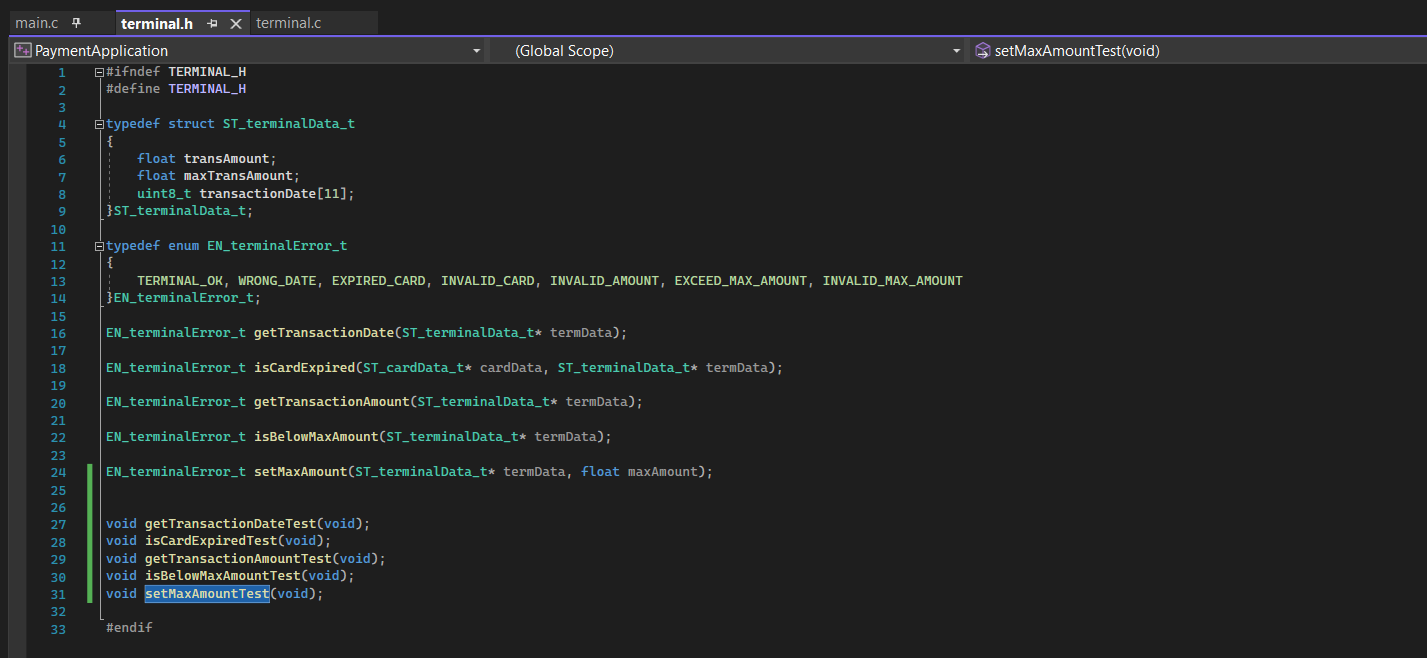 main.c
terminal.h
terminal.c
PaymentApplication
(Global Scope)
setMaxAmountTest(void)
1 #ifndef TERMINAL_H
2 #define TERMINAL_H
3
4 typedef struct ST_terminalData_t
5 {
6 float transAmount;
7 float maxTransAmount;
8 uint8_t transactionDate[11];
9 }ST_terminalData_t;
10
11 typedef enum EN_terminalError_t
12 {
13 TERMINAL_OK, WRONG_DATE, EXPIRED_CARD, INVALID_CARD, INVALID_AMOUNT, EXCEED_MAX_AMOUNT, INVALID_MAX_AMOUNT
14 }EN_terminalError_t;
15
16 EN_terminalError_t getTransactionDate(ST_terminalData_t* termData);
17
18 EN_terminalError_t isCardExpired(ST_cardData_t* cardData, ST_terminalData_t* termData);
19
20 EN_terminalError_t getTransactionAmount(ST_terminalData_t* termData);
21
22 EN_terminalError_t isBelowMaxAmount(ST_terminalData_t* termData);
23
24 EN_terminalError_t setMaxAmount(ST_terminalData_t* termData, float maxAmount);
25
26
27 void getTransactionDateTest(void);
28 void isCardExpiredTest(void);
29 void getTransactionAmountTest(void);
30 void isBelowMaxAmountTest(void);
31 void setMaxAmountTest(void);
32
33 #endif